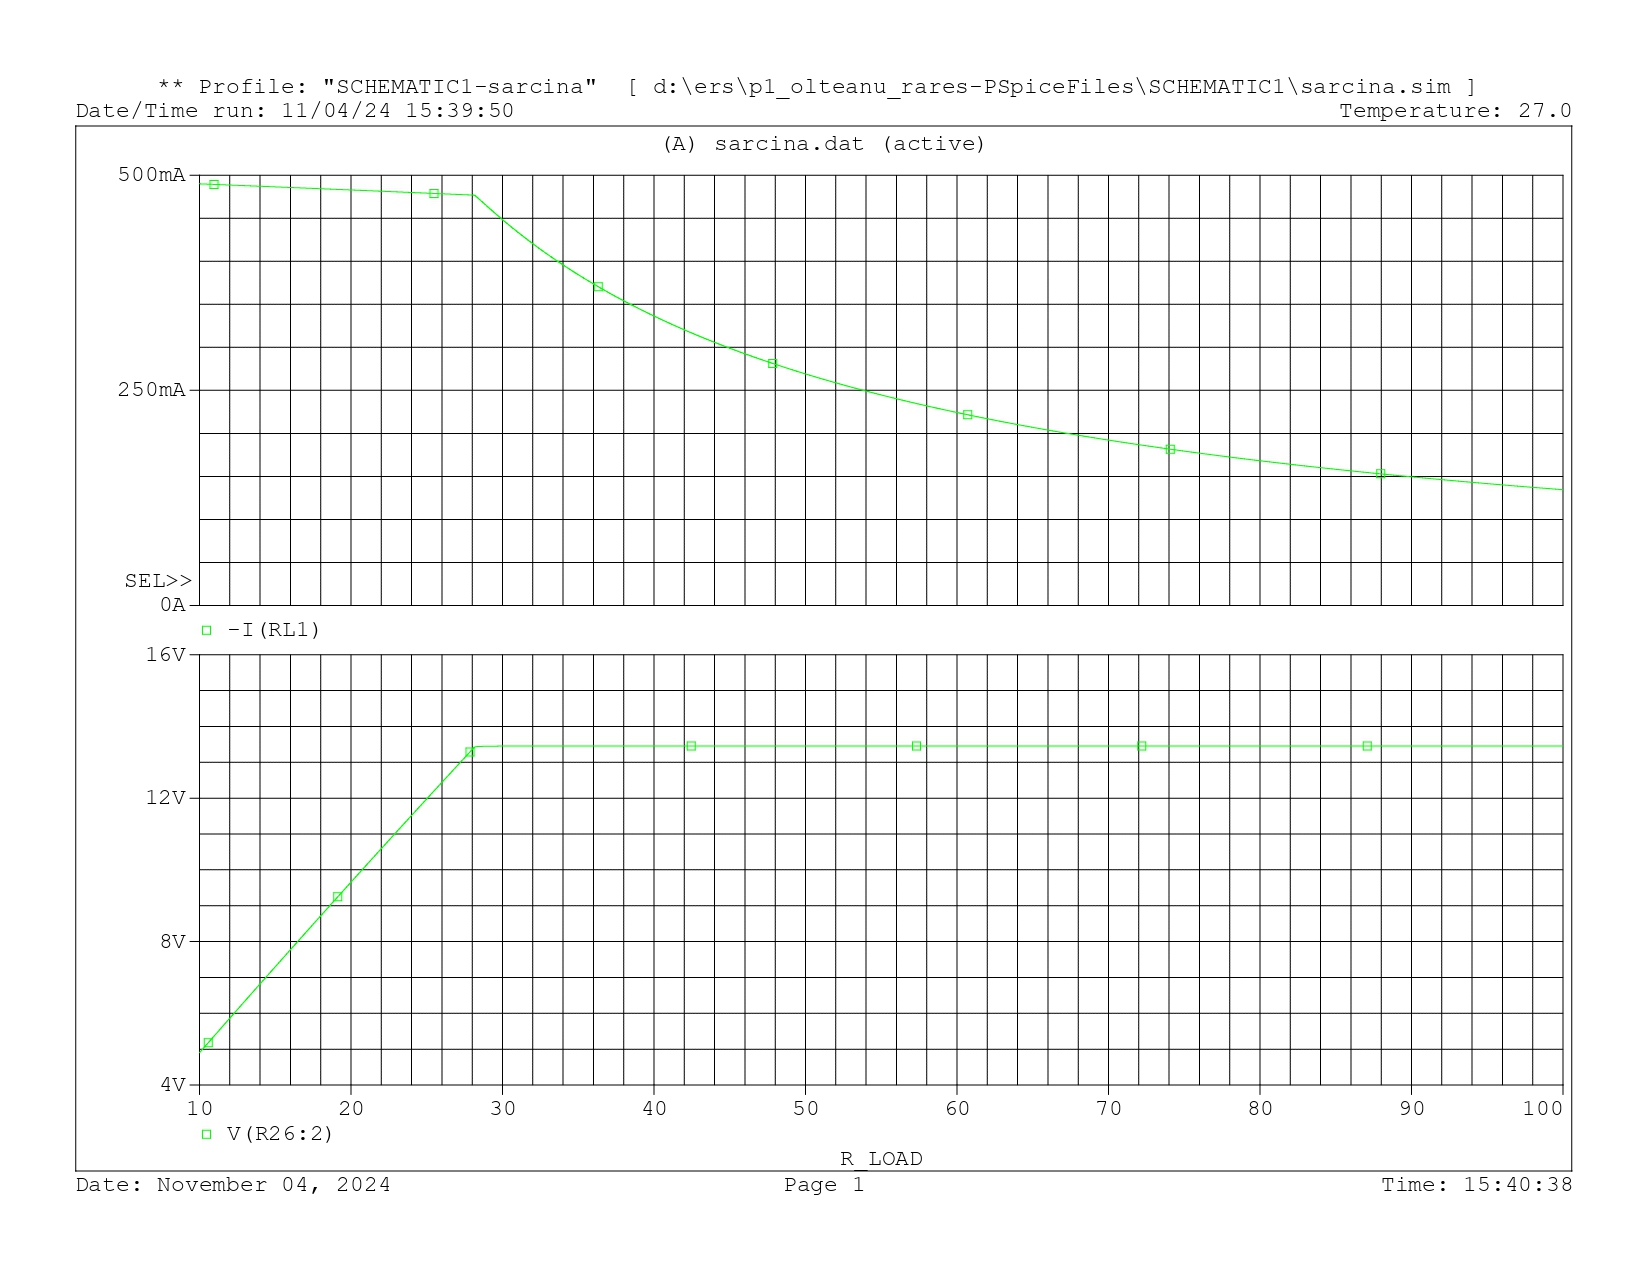 ** Profile: "SCHEMATIC1-sarcina"  [ d:\ers\p1_olteanu_rares-PSpiceFiles\SCHEMATIC1\sarcina.sim ]
Date/Time run: 11/04/24 15:39:50 Temperature: 27.0
(A) sarcina.dat (active)
500mA
250mA
SEL>>
0A
-I(RL1)
16V
12V
8V
4V
10 20 30 40 50 60 70 80 90 100
V(R26:2)
R_LOAD
Date: November 04, 2024 Page 1 Time: 15:40:38